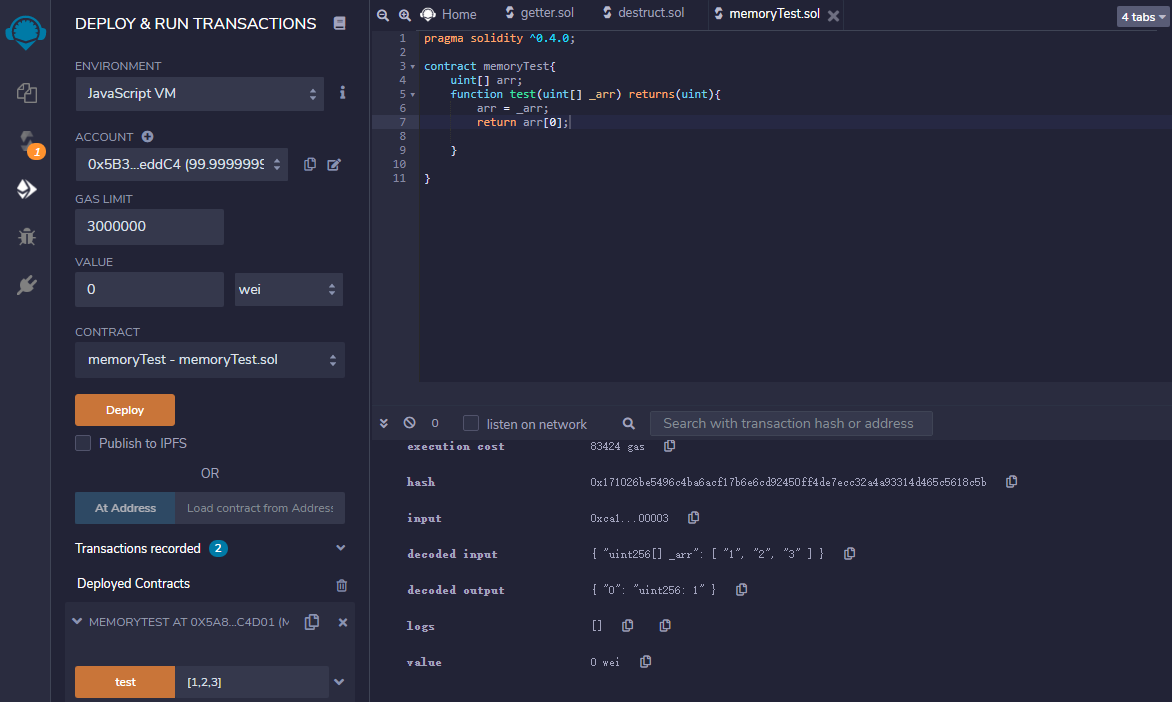 DEPLOY & RUN TRANSACTIONS
ENVIRONMENT
JavaScript VM
ACCOUNT
0x5B3...eddC4 (99.9999999
GAS LIMIT
3000000
VALUE
0
wei
CONTRACT
memoryTest - memoryTest.sol
Deploy
Publish to IPFS
OR
At Address
Load contract from Address
Transactions recorded 2
Deployed Contracts
MEMORYTEST AT 0X5A8...C4D01 (M
test
[1,2,3]
1
Home
getter.sol
destruct.sol
memoryTest.sol
4 tabs
1 pragma solidity ^0.4.0;
2
3 contract memoryTest{
4 uint[] arr;
5 function test(uint[] _arr) returns(uint){
6 arr = _arr;
7 return arr[0];
8
9 }
10
11 }
0
listen on network
Search with transaction hash or address
execution cost 83424 gas
hash 0x171026be5496c4ba6acf17b6e6cd92450ff4de7ecc32a4a93314d465c5618c5b
input 0xca1...00003
decoded input { "uint256[] _arr": [ "1", "2", "3" ] }
decoded output { "0": "uint256: 1" }
logs []
value 0 wei